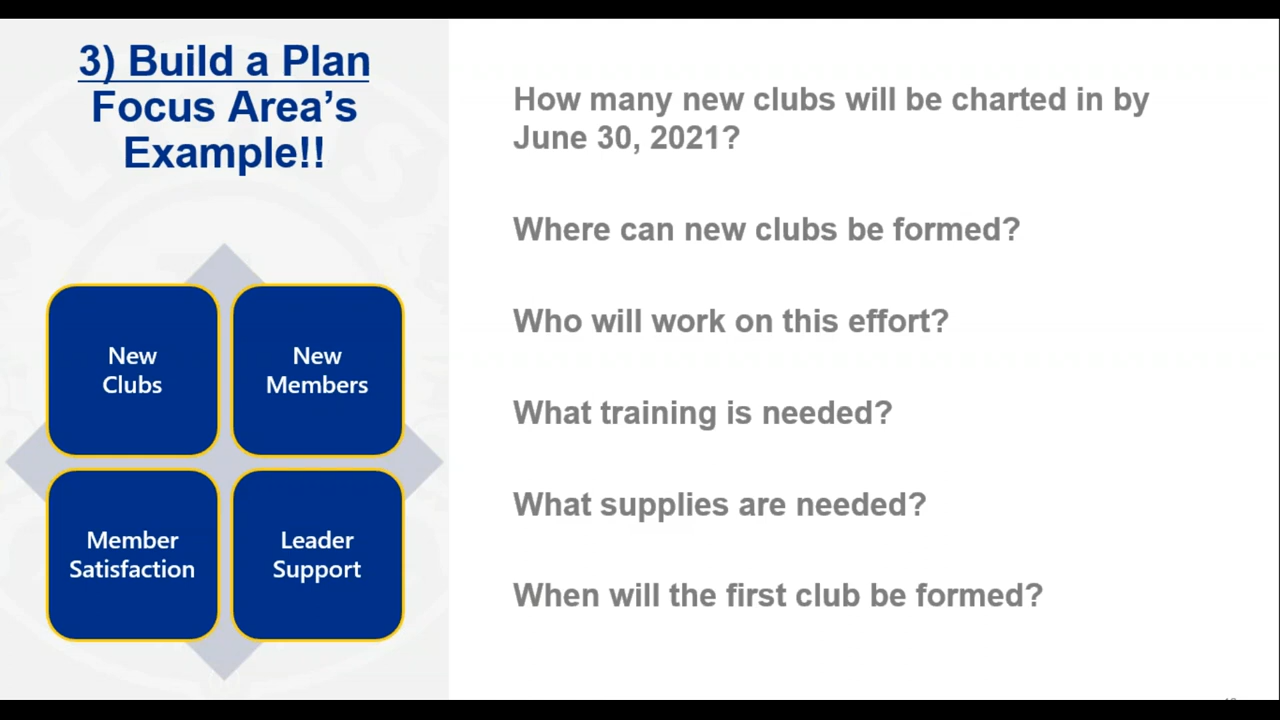 3) Build a Plan
Focus Area's
Example!!
New
Clubs
New
Members
Member
Satisfaction
Leader
Support
How many new clubs will be charted in by
June 30, 2021?
Where can new clubs be formed?
Who will work on this effort?
What training is needed?
What supplies are needed?
When will the first club be formed?